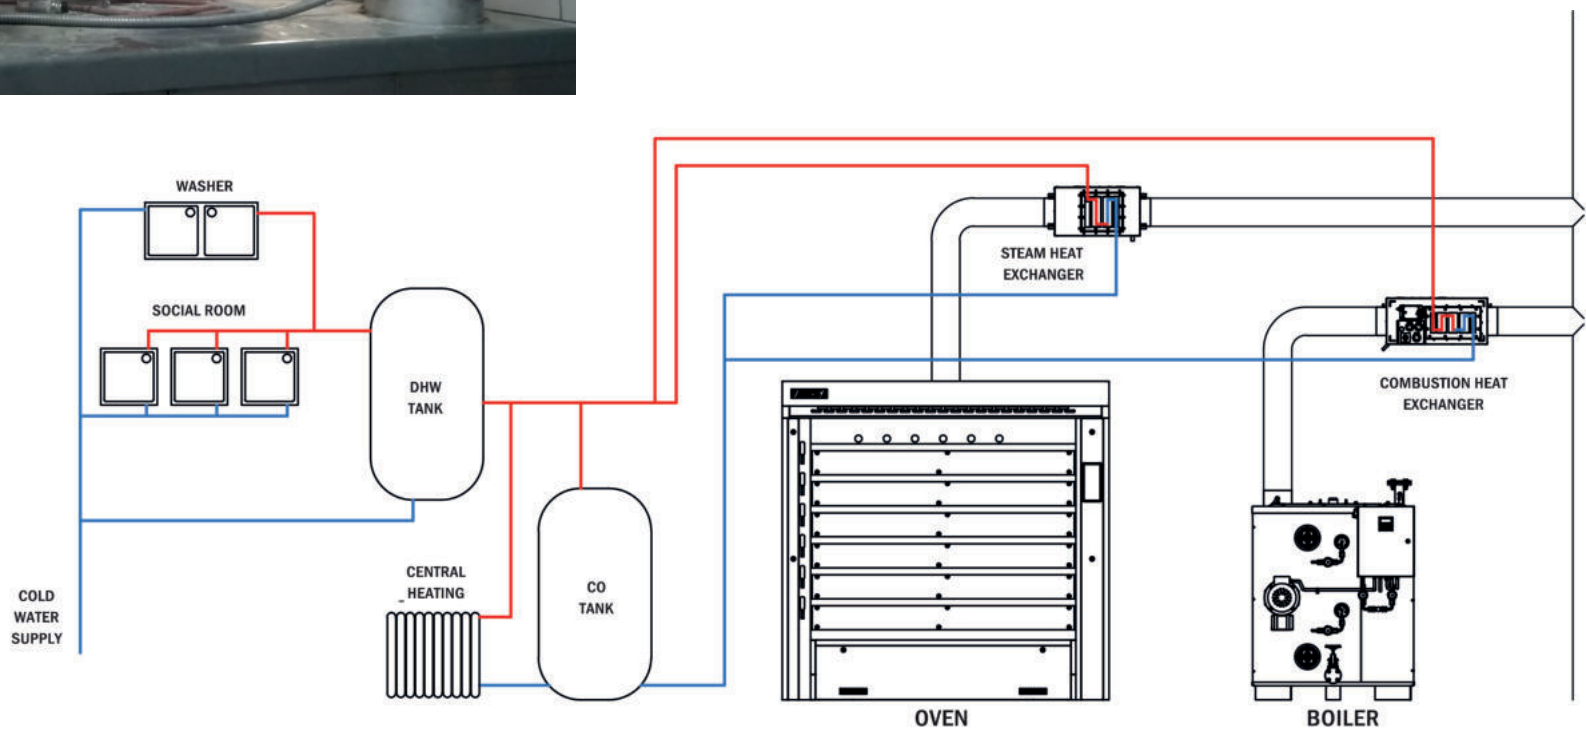 WASHER
SOCIAL ROOM
STEAM HEAT
EXCHANGER
DHW
TANK
COMBUSTION HEAT
EXCHANGER
CENTRAL
HEATING
CO
TANK
COLD
WATER
SUPPLY
OVEN
BOILER